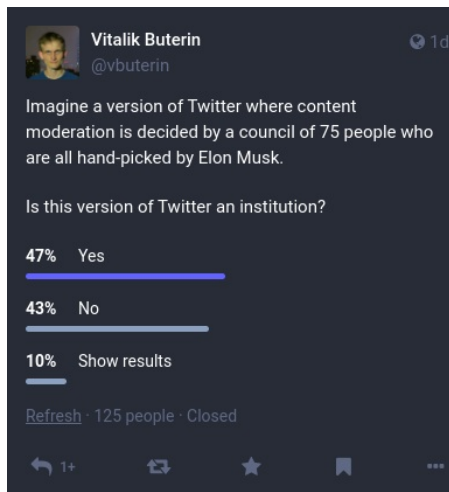 Vitalik Buterin
1d
@vbuterin
Imagine a version of Twitter where content
moderation is decided by a council of 75 people who
are all hand-picked by Elon Musk.
Is this version of Twitter an institution?
47% Yes
43% No
10% Show results
Refresh · 125 people · Closed
1+